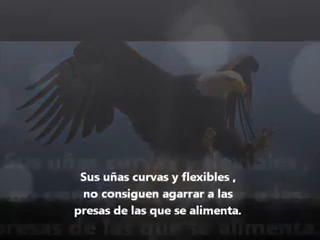 Sus uñas curvas y flexibles ,
no consiguen agarrar a las
presas de las que se alimenta.